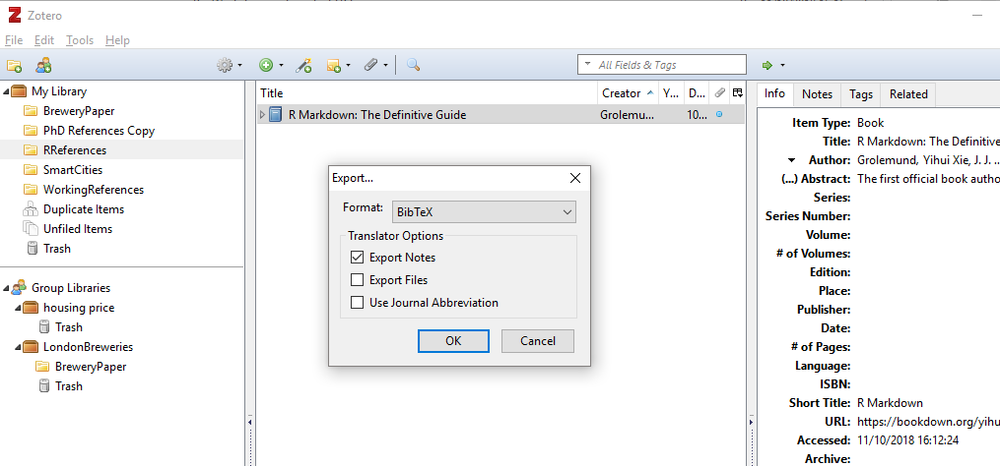 Zotero
File Edit Tools Help
All Fields & Tags
My Library
BreweryPaper
PhD References Copy
RReferences
SmartCities
WorkingReferences
Duplicate Items
Unfiled Items
Trash
Group Libraries
housing price
Trash
LondonBreweries
BreweryPaper
Trash
Title Creator Y... D...
R Markdown: The Definitive Guide Grolemu... 10...
Export...
Format: BibTeX
Translator Options
Export Notes
Export Files
Use Journal Abbreviation
OK Cancel
Info Notes Tags Related
Item Type: Book
Title: R Markdown: The Definitive
Author: Grolemund, Yihui Xie, J. J. ...
(...) Abstract: The first official book autho
Series:
Series Number:
Volume:
# of Volumes:
Edition:
Place:
Publisher:
Date:
# of Pages:
Language:
ISBN:
Short Title: R Markdown
URL: https://bookdown.org/yihu
Accessed: 11/10/2018 16:12:24
Archive: